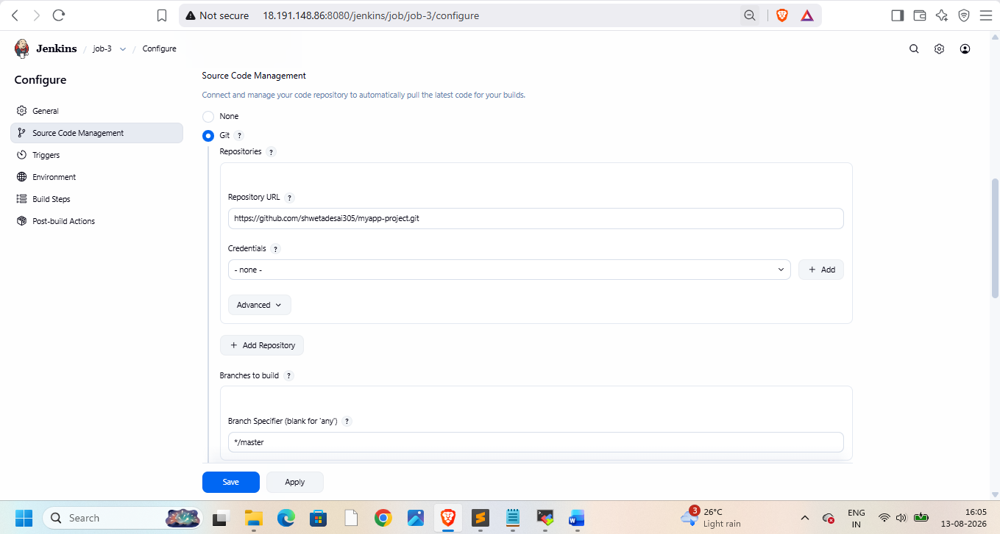 Not secure 18.191.148.86:8080/jenkins/job/job-3/configure
Jenkins / job-3 / Configure
Configure
General
Source Code Management
Triggers
Environment
Build Steps
Post-build Actions
Source Code Management
Connect and manage your code repository to automatically pull the latest code for your builds.
None
Git ?
Repositories ?
Repository URL ?
https://github.com/shwetadesai305/myapp-project.git
Credentials ?
- none -
+ Add
Advanced
+ Add Repository
Branches to build ?
Branch Specifier (blank for 'any') ?
*/master
Save
Apply
Search
3
26°C
Light rain
ENG
IN
16:05
13-08-2026